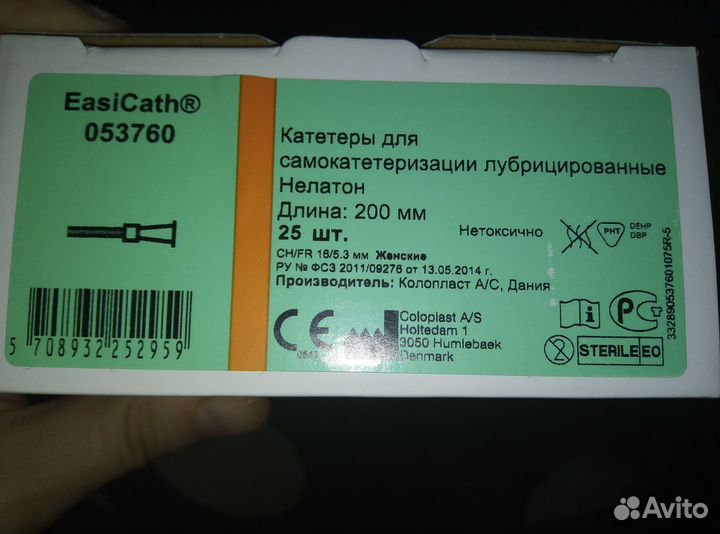 EasiCath®
053760
Катетеры для
самокатетеризации лубрицированные
Нелатон
Длина: 200 мм
25 шт.
Нетоксично
PHT
DEHP
DBP
CH/FR 16/5.3 мм Женские
РУ № ФСЗ 2011/09276 от 13.05.2014 г.
Производитель: Колопласт А/С, Дания
CE
Coloplast A/S
Holtedam 1
3050 Humlebaek
Denmark
STERILE EO
2
5 708932 252959
Avito